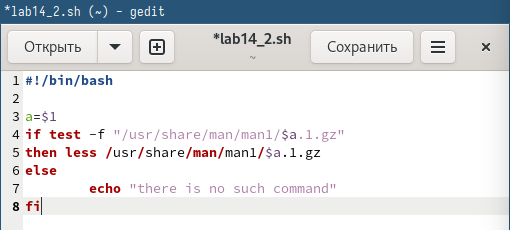 *lab14_2.sh (~) - gedit
Открыть
*lab14_2.sh
~
Сохранить
1 #!/bin/bash
2
3 a=$1
4 if test -f "/usr/share/man/man1/$a.1.gz"
5 then less /usr/share/man/man1/$a.1.gz
6 else
7         echo "there is no such command"
8 fi